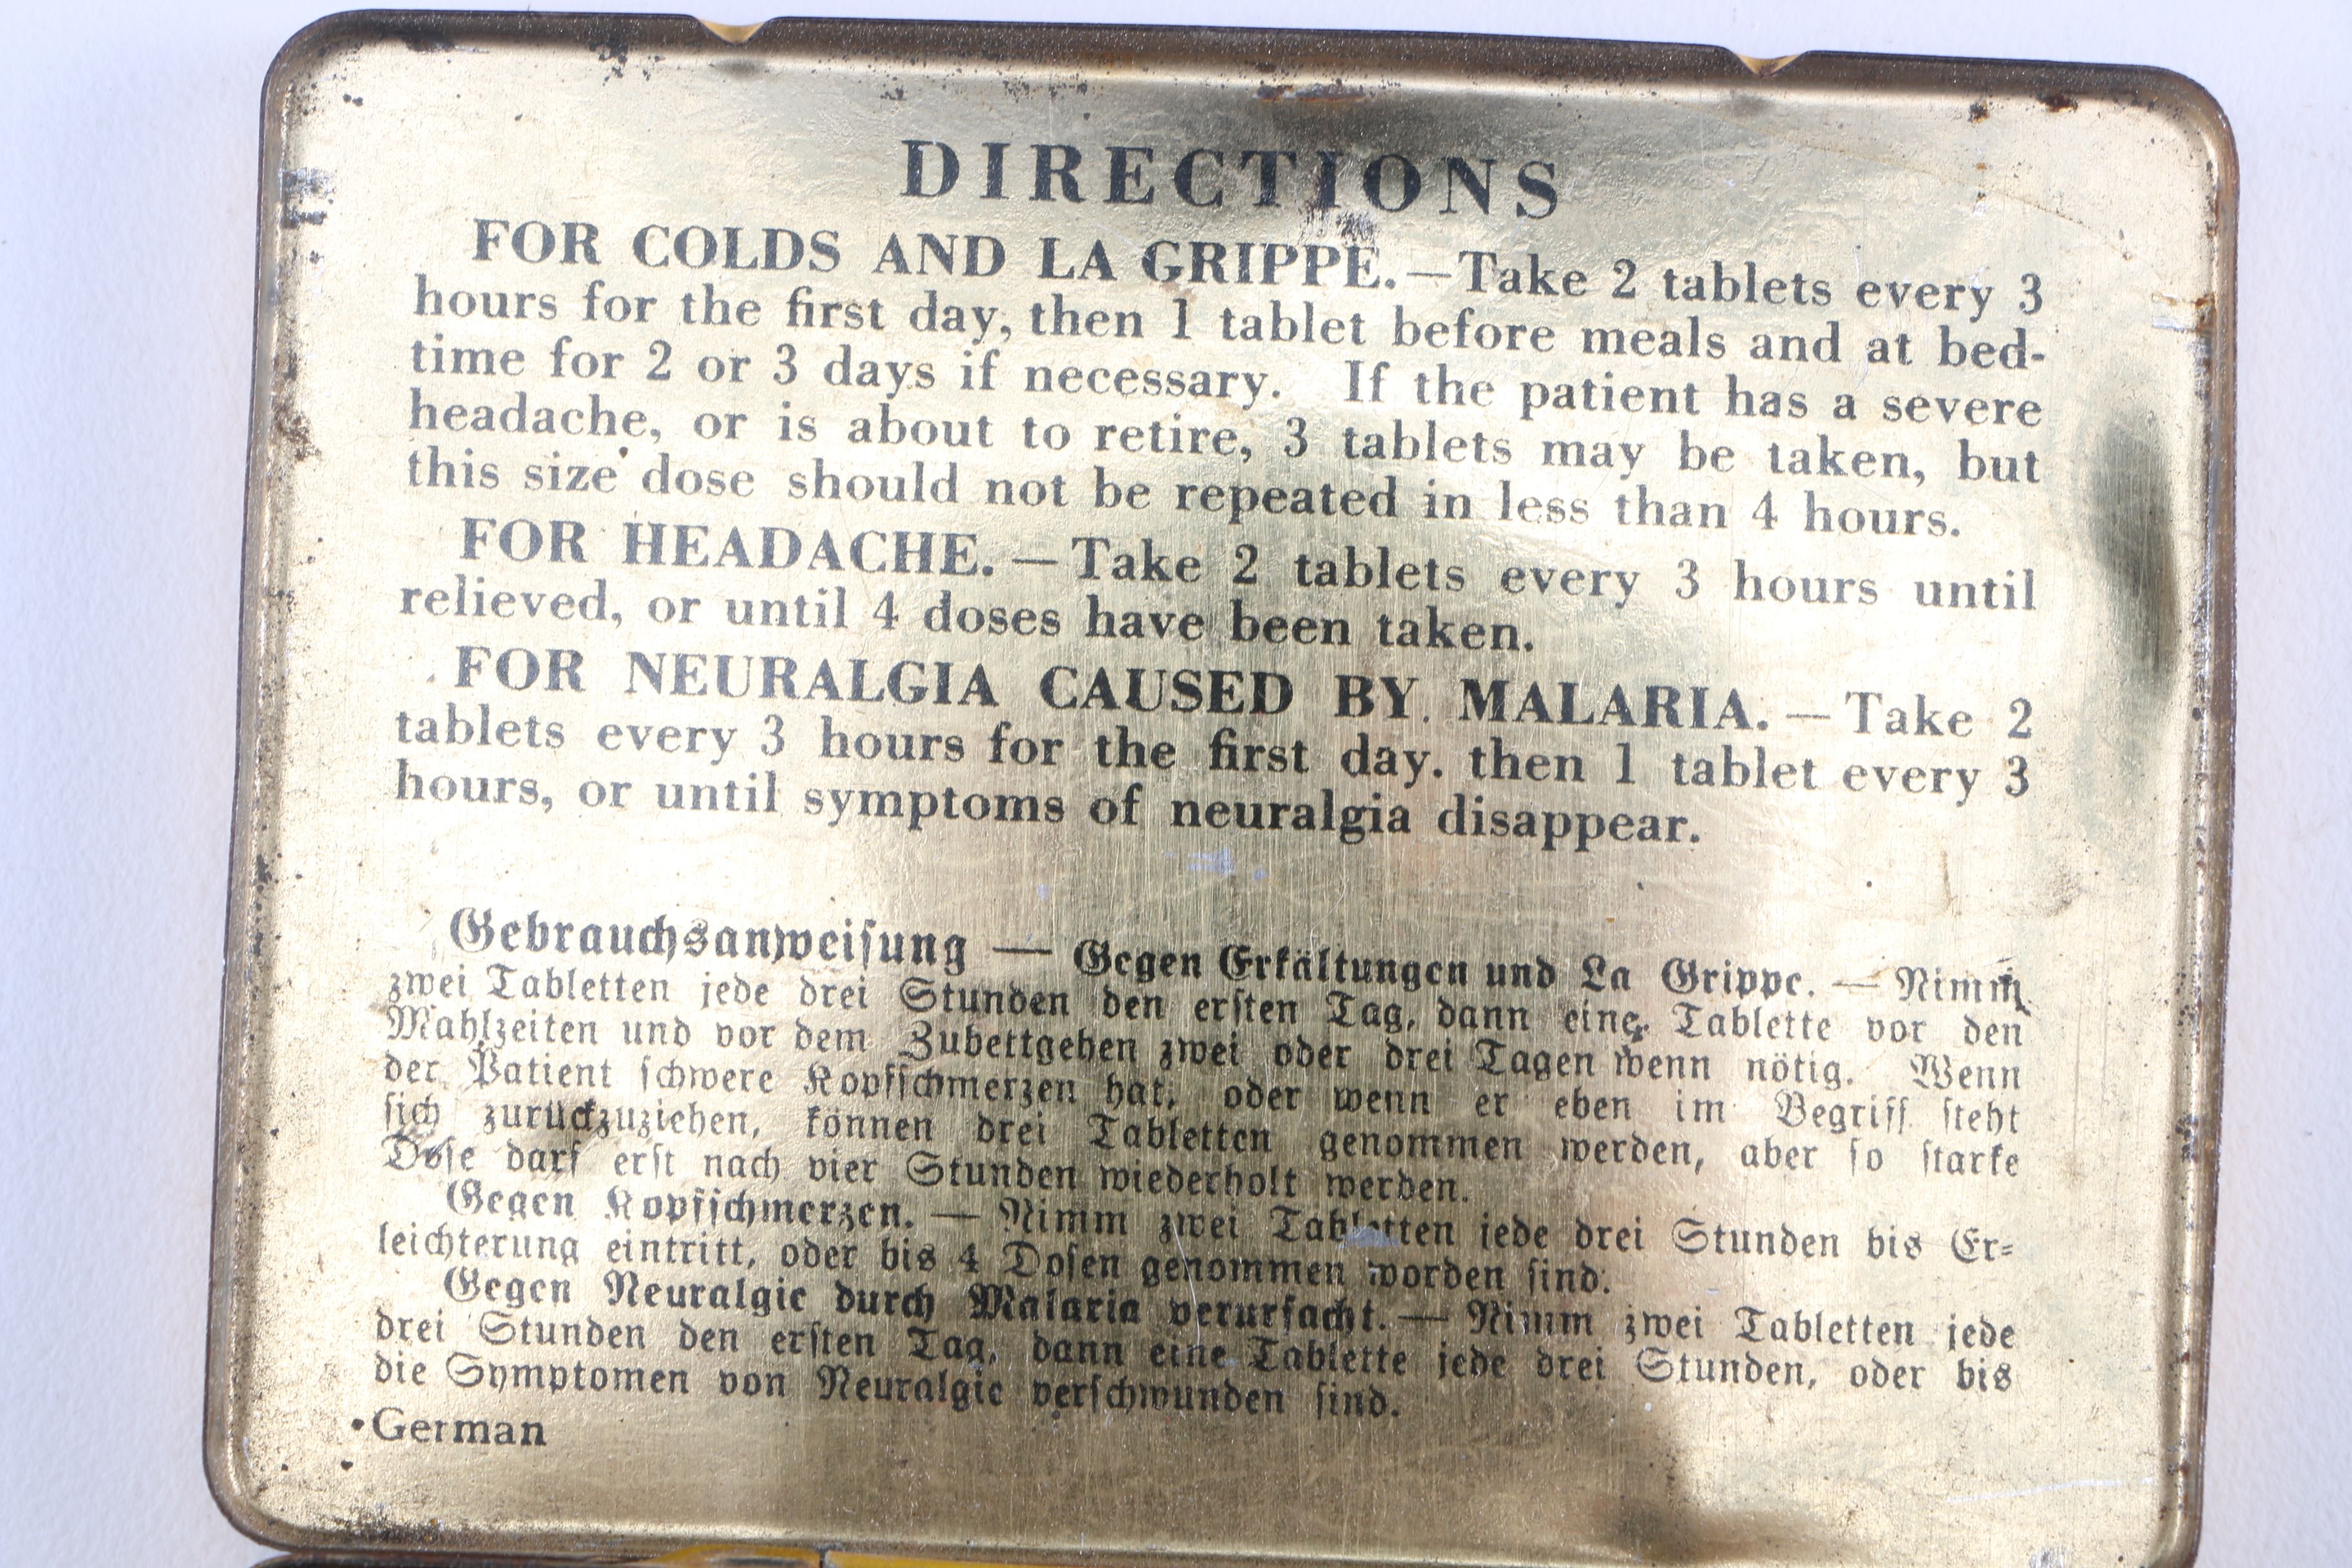 DIRECTIONS
FOR COLDS AND LA GRIPPE.—Take 2 tablets every 3
hours for the first day, then 1 tablet before meals and at bed-
time for 2 or 3 days if necessary. If the patient has a severe
headache, or is about to retire, 3 tablets may be taken, but
this size dose should not be repeated in less than 4 hours.
FOR HEADACHE.—Take 2 tablets every 3 hours until
relieved, or until 4 doses have been taken.
FOR NEURALGIA CAUSED BY MALARIA.—Take 2
tablets every 3 hours for the first day. then 1 tablet every 3
hours, or until symptoms of neuralgia disappear.
Gebrauchsanweisung — Gegen Erkältungen und La Grippe. — Nimm
zwei Tabletten jede drei Stunden den ersten Tag, dann eine Tablette vor den
Mahlzeiten und vor dem Zubettgehen zwei oder drei Tagen wenn nötig. Wenn
der Patient schwere Kopfschmerzen hat, oder wenn er eben im Begriff steht
sich zurückzuziehen, können drei Tabletten genommen werden, aber so starke
Dose darf erst nach vier Stunden wiederholt werden.
Gegen Kopfschmerzen. — Nimm zwei Tabletten jede drei Stunden bis Er-
leichterung eintritt, oder bis 4 Dosen genommen worden sind.
Gegen Neuralgie durch Malaria verursacht. — Nimm zwei Tabletten jede
drei Stunden den ersten Tag, dann eine Tablette jede drei Stunden, oder bis
die Symptomen von Neuralgie verschwunden sind.
German